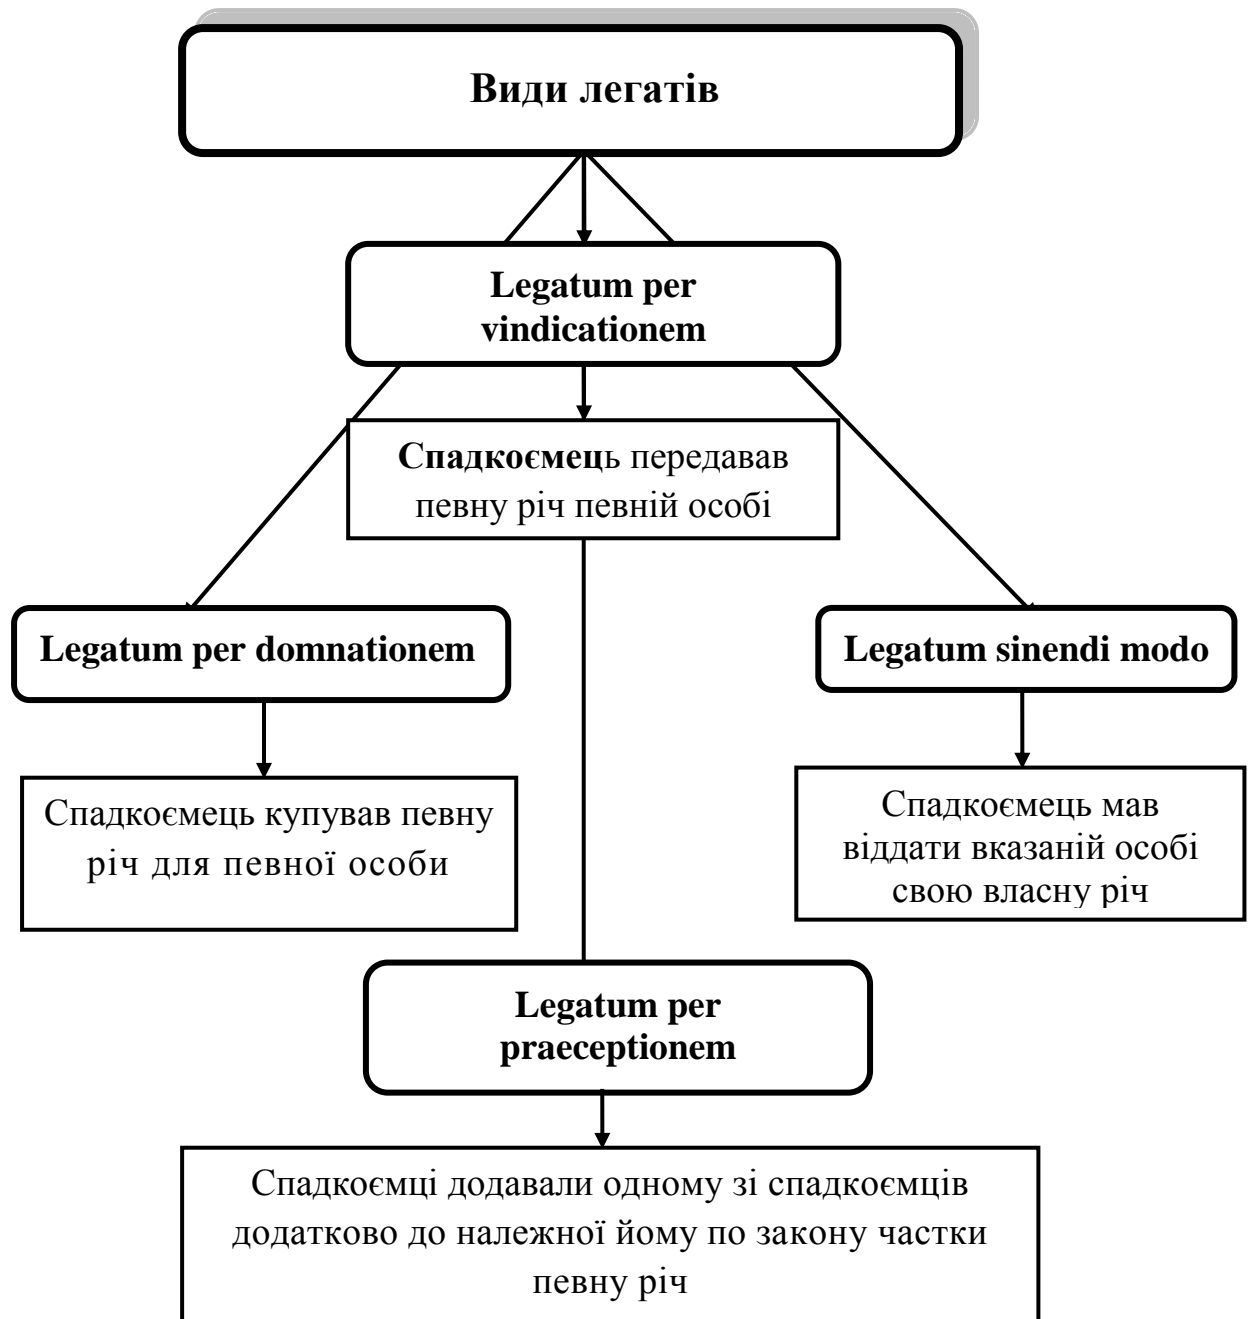 Види легатів
Legatum per
vindicationem
Спадкоємець передавав
певну річ певній особі
Legatum per domnationem
Legatum sinendi modo
Спадкоємець купував певну
річ для певної особи
Спадкоємець мав
віддати вказаній особі
свою власну річ
Legatum per
praeceptionem
Спадкоємці додавали одному зі спадкоємців
додатково до належної йому по закону частки
певну річ